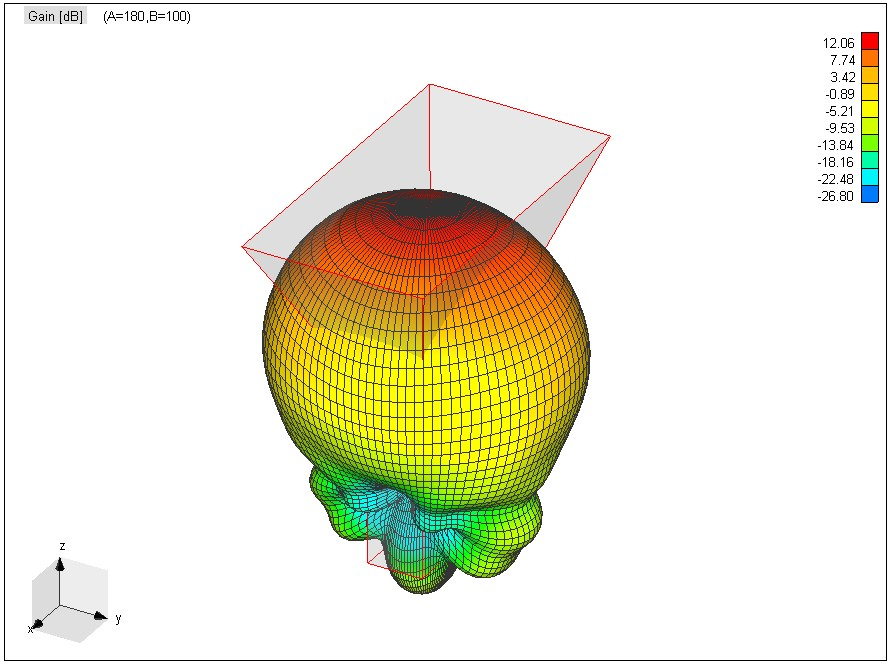 Gain [dB] (A=180,B=100)
12.06
7.74
3.42
-0.89
-5.21
-9.53
-13.84
-18.16
-22.48
-26.80
z
y
x